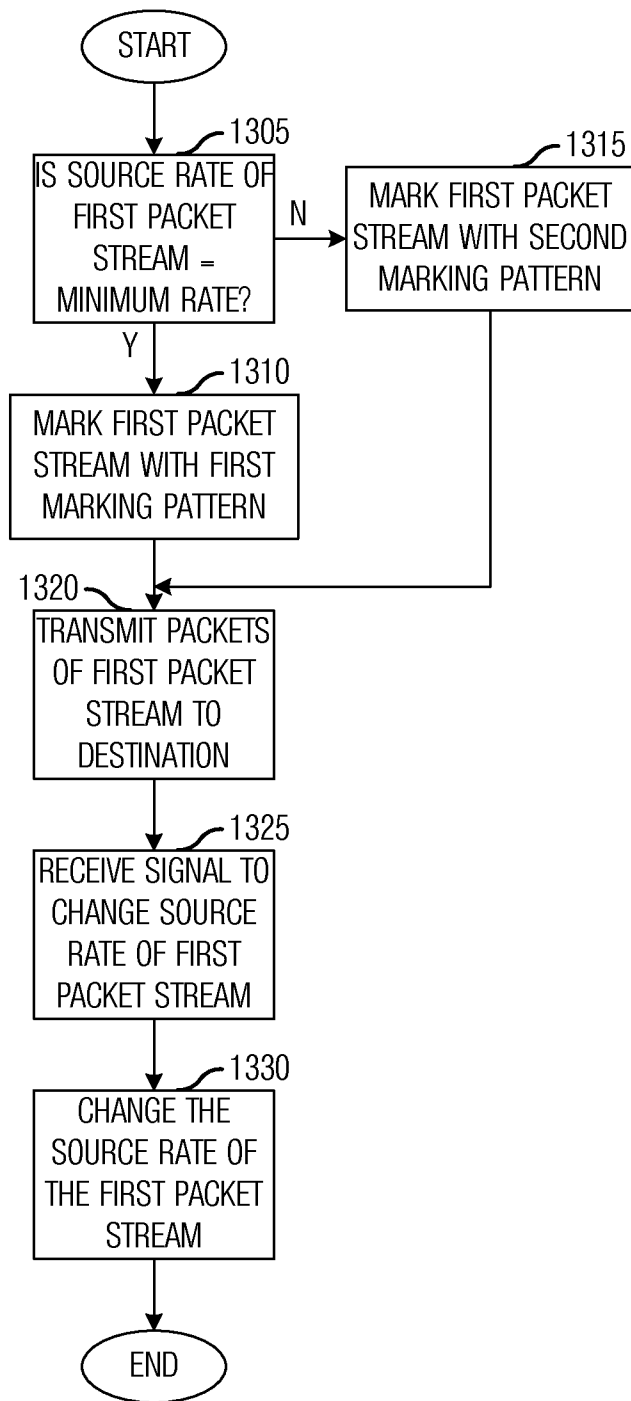 START
1305
IS SOURCE RATE OF
FIRST PACKET
STREAM =
MINIMUM RATE?
N
1315
MARK FIRST PACKET
STREAM WITH SECOND
MARKING PATTERN
Y
1310
MARK FIRST PACKET
STREAM WITH FIRST
MARKING PATTERN
1320
TRANSMIT PACKETS
OF FIRST PACKET
STREAM TO
DESTINATION
1325
RECEIVE SIGNAL TO
CHANGE SOURCE
RATE OF FIRST
PACKET STREAM
1330
CHANGE THE
SOURCE RATE OF
THE FIRST PACKET
STREAM
END